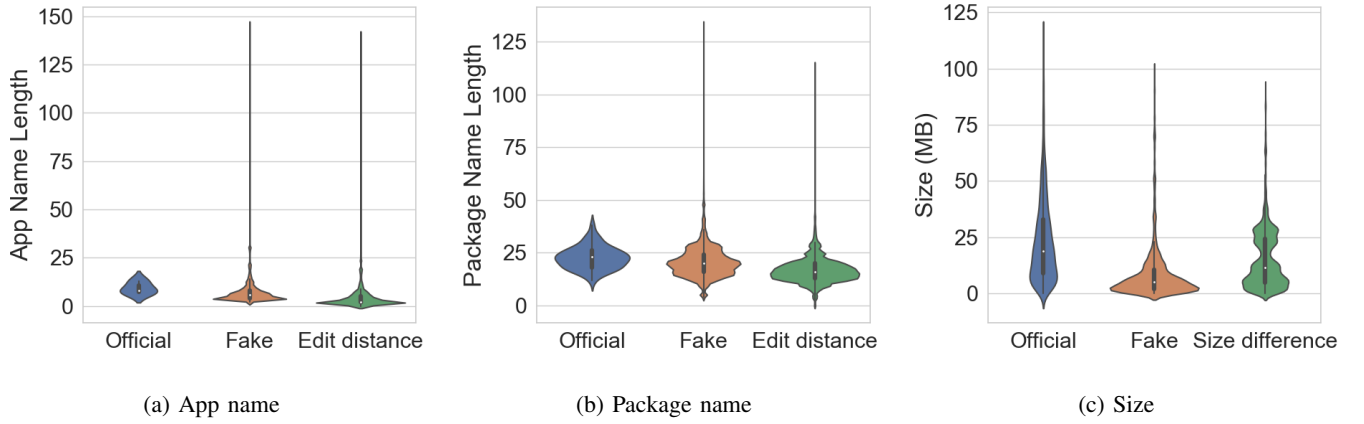 App Name Length
150
125
100
75
50
25
0
Official Fake Edit distance
(a) App name
Package Name Length
125
100
75
50
25
0
Official Fake Edit distance
(b) Package name
Size (MB)
125
100
75
50
25
0
Official Fake Size difference
(c) Size